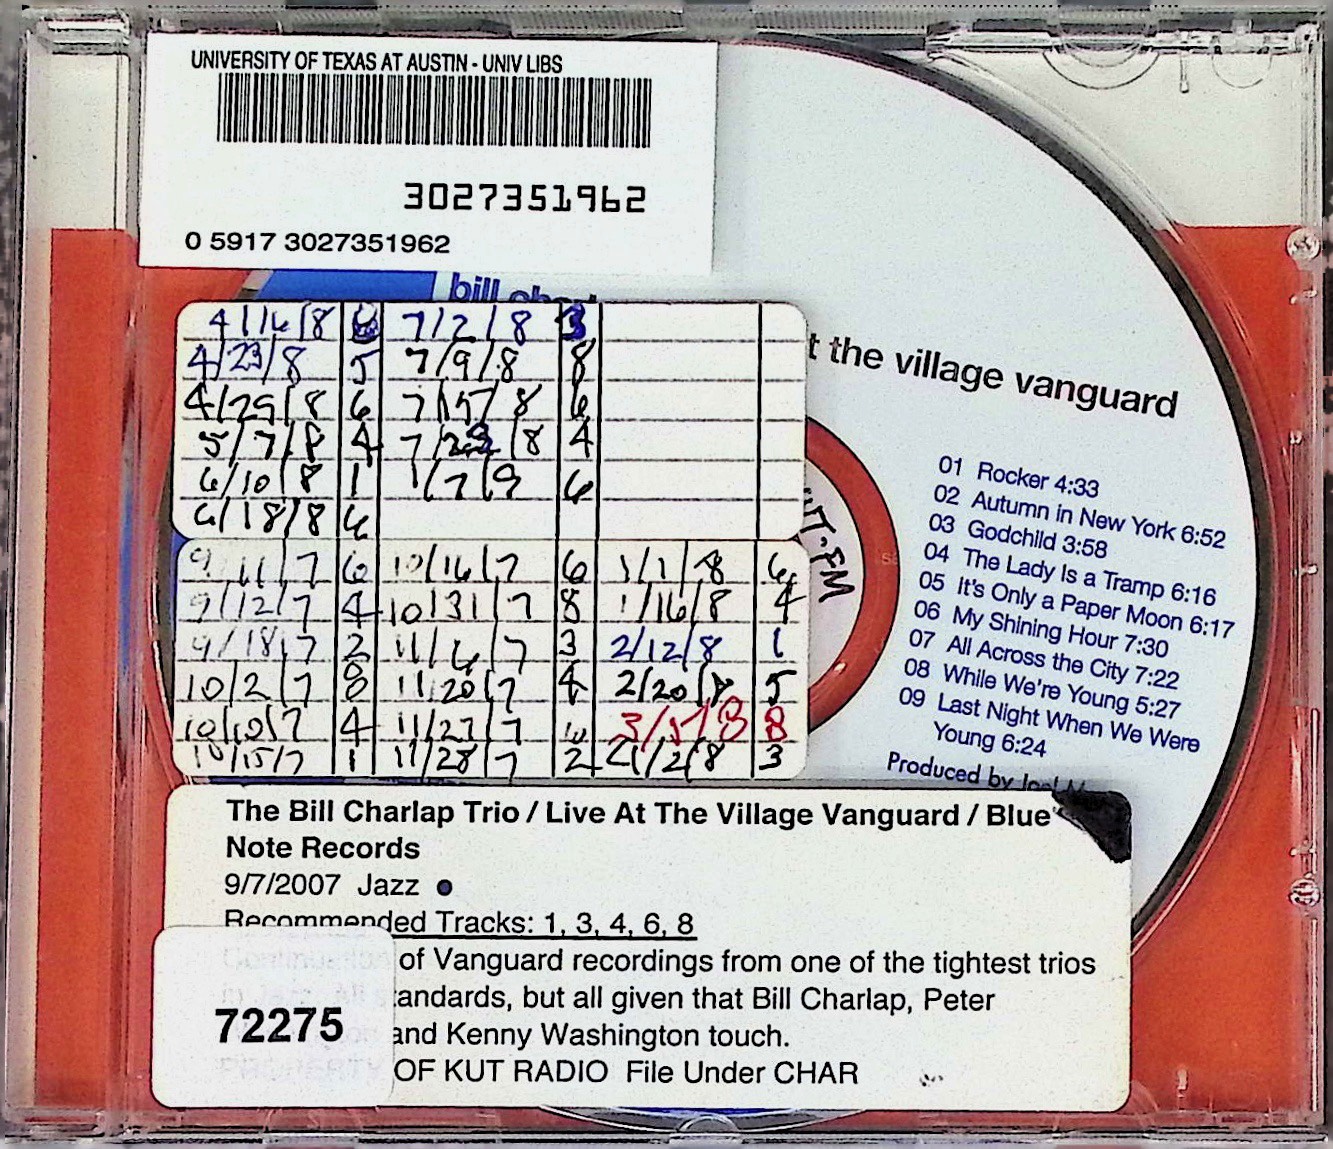 UNIVERSITY OF TEXAS AT AUSTIN - UNIV LIBS
3027351962
0 5917 3027351962
bill
t the village vanguard
01 Rocker 4:33
02 Autumn in New York 6:52
03 Godchild 3:58
04 The Lady Is a Tramp 6:16
05 It's Only a Paper Moon 6:17
06 My Shining Hour 7:30
07 All Across the City 7:22
08 While We're Young 5:27
09 Last Night When We Were
Young 6:24
Produced by
4/16/8 7/2/8 3
4/23/8 5 7/9/8 8
4/29/8 6 7/15/8 6
5/7/8 4 7/22/8 4
6/10/8 1 1/7/9 6
6/18/8 6
9/11/7 6 10/16/7 6 1/1/8 6
9/12/7 4 10/31/7 8 1/16/8 4
9/18/7 2 11/6/7 3 2/12/8 1
10/2/7 8 11/20/7 4 2/20/ 5
10/10/7 4 11/27/7 3/5/8 8
10/15/7 1 11/28/7 2 4/2/8 3
UT·FM
The Bill Charlap Trio / Live At The Village Vanguard / Blue
Note Records
9/7/2007 Jazz
Recommended Tracks: 1, 3, 4, 6, 8
Continuation of Vanguard recordings from one of the tightest trios
in Jazz. All standards, but all given that Bill Charlap, Peter
and Kenny Washington touch.
PROPERTY OF KUT RADIO File Under CHAR
72275